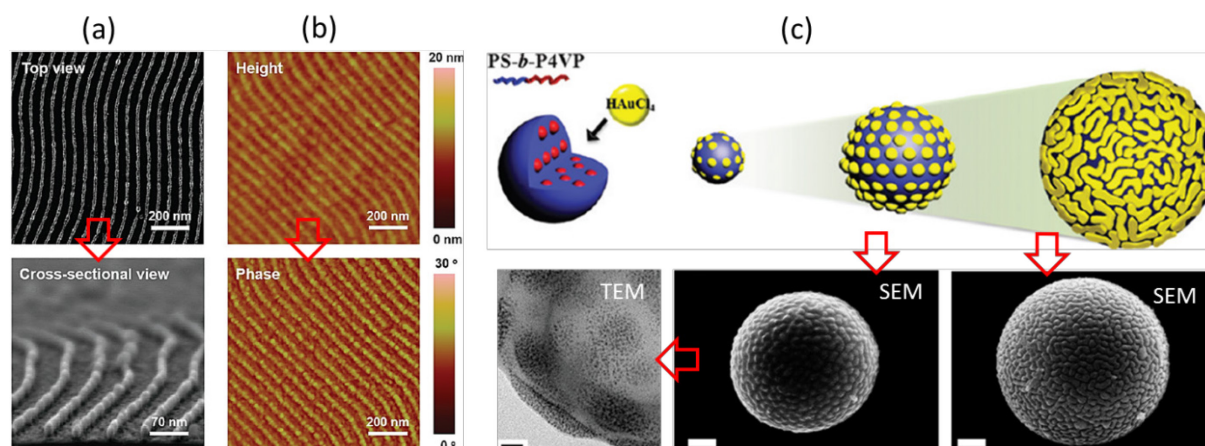 (a)
(b)
(c)
Top view
200 nm
Cross-sectional view
70 nm
Height
200 nm
20 nm
0 nm
Phase
200 nm
30 °
0 °
PS-b-P4VP
HAuCl₄
TEM
SEM
SEM